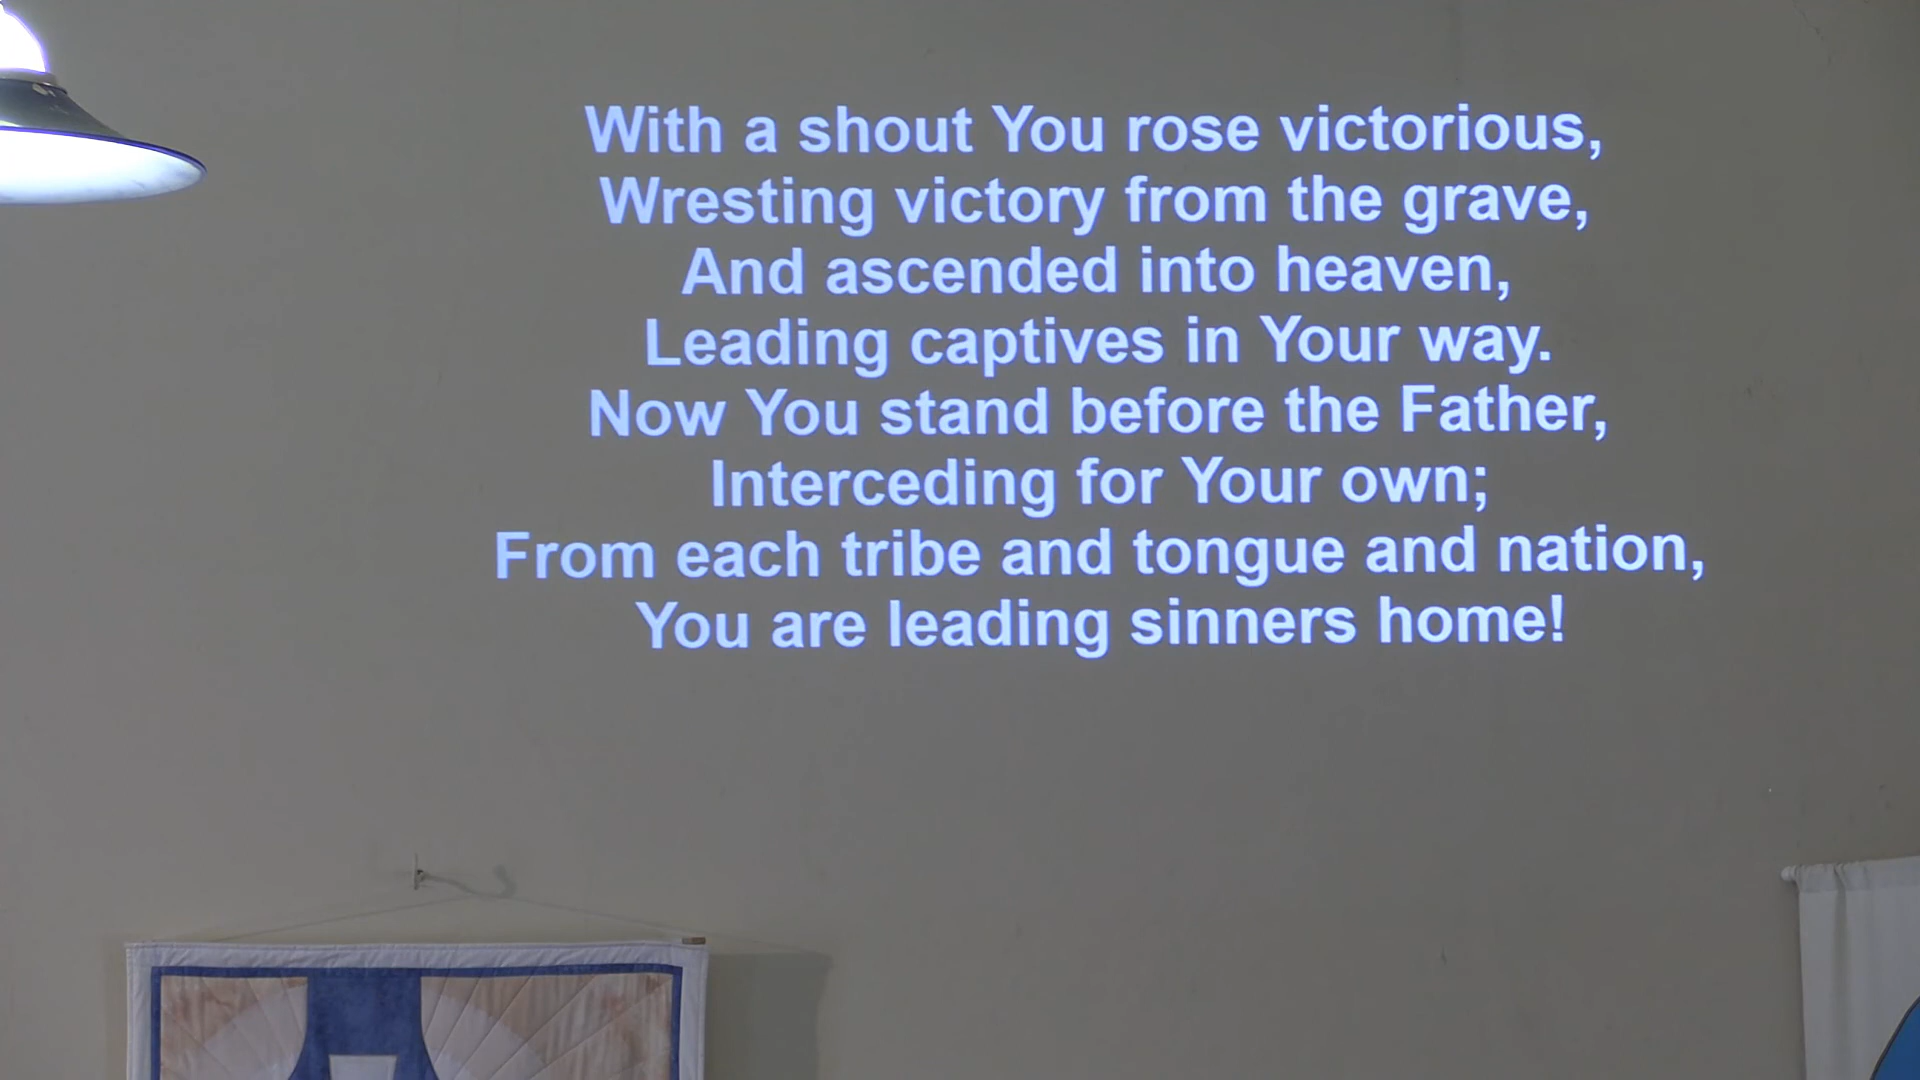 With a shout You rose victorious,
Wresting victory from the grave,
And ascended into heaven,
Leading captives in Your way.
Now You stand before the Father,
Interceding for Your own;
From each tribe and tongue and nation,
You are leading sinners home!